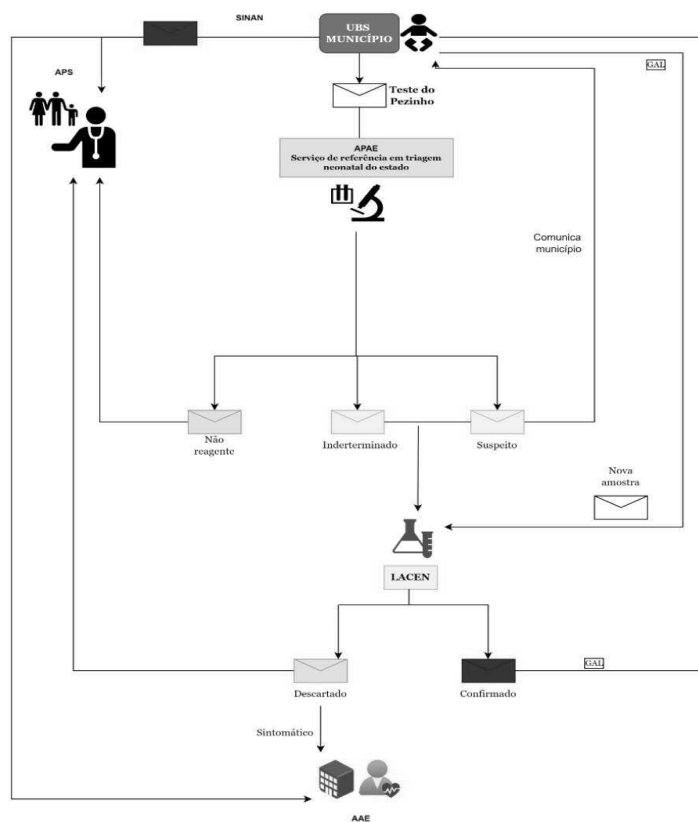 SINAN
UBS
MUNICÍPIO
GAL
APS
Teste do
Pezinho
APAE
Serviço de referência em triagem
neonatal do estado
Comunica
município
Não
reagente
Inderterminado
Suspeito
Nova
amostra
LACEN
GAL
Descartado
Confirmado
Sintomático
AAE